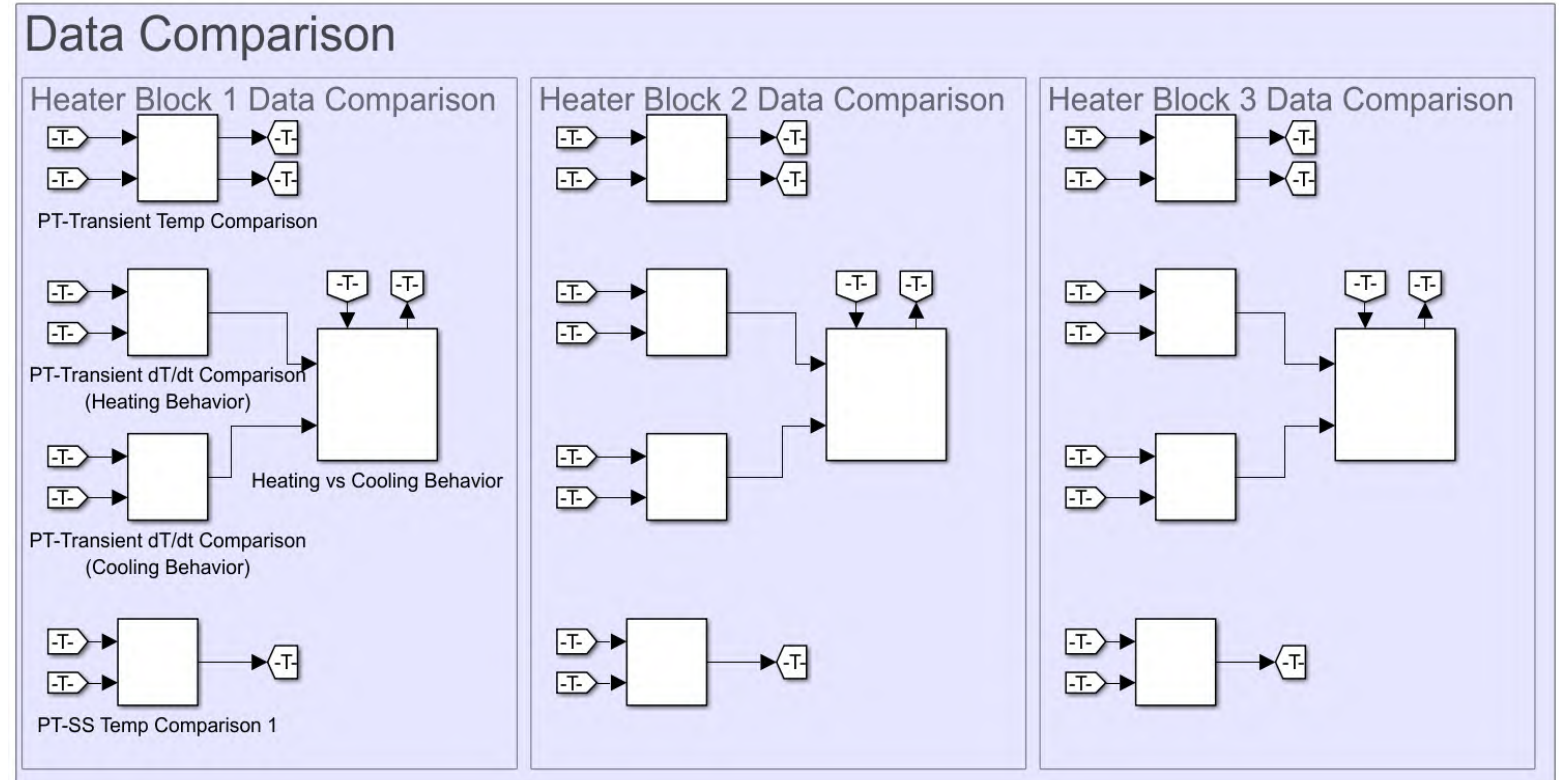 Data Comparison
Heater Block 1 Data Comparison
-T- -T-
-T- -T-
PT-Transient Temp Comparison
-T- -T- -T-
-T-
PT-Transient dT/dt Comparison
(Heating Behavior)
-T-
-T-
Heating vs Cooling Behavior
PT-Transient dT/dt Comparison
(Cooling Behavior)
-T-
-T- -T-
PT-SS Temp Comparison 1
Heater Block 2 Data Comparison
-T- -T-
-T- -T-
-T- -T- -T-
-T-
-T-
-T-
-T-
-T- -T-
Heater Block 3 Data Comparison
-T- -T-
-T- -T-
-T- -T- -T-
-T-
-T-
-T-
-T-
-T- -T-